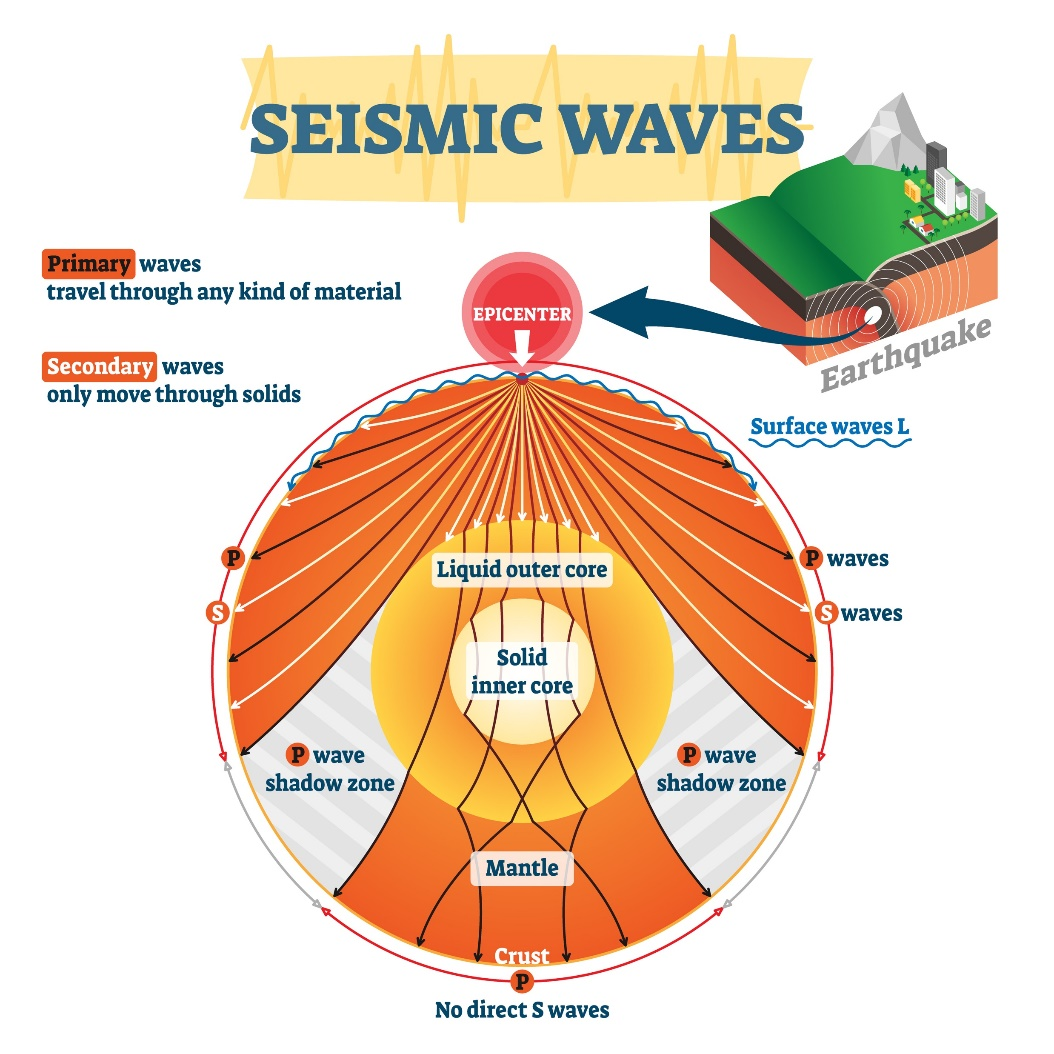 SEISMIC WAVES
Primary waves
travel through any kind of material
EPICENTER
Earthquake
Secondary waves
only move through solids
Surface waves L
P
P waves
Liquid outer core
S
S waves
Solid
inner core
P wave
shadow zone
P wave
shadow zone
Mantle
Crust
P
No direct S waves